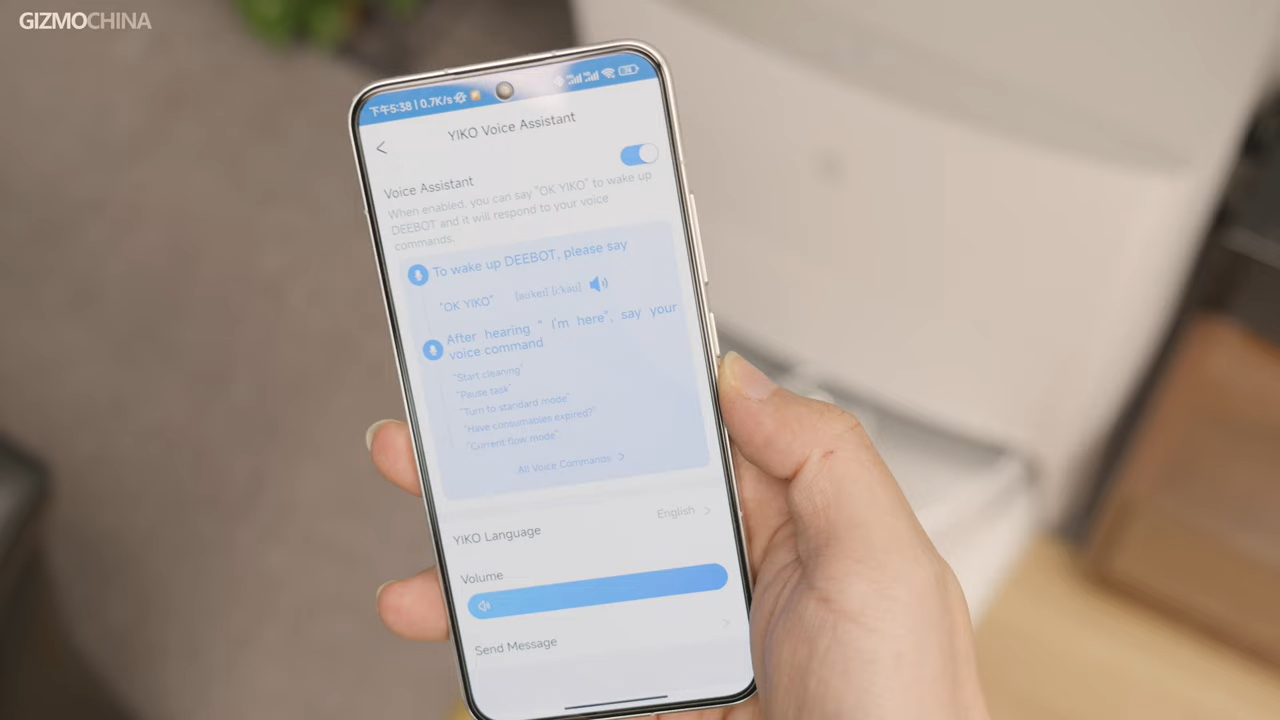 GIZMOCHINA
下午5:38 | 0.7K/s
YIKO Voice Assistant
Voice Assistant
When enabled, you can say "OK YIKO" to wake up
DEEBOT and it will respond to your voice
commands.
To wake up DEEBOT, please say
"OK YIKO"
After hearing " I'm here", say your
voice command
"Start cleaning"
"Pause task"
"Turn to standard mode"
"Have consumables expired?"
"Current flow mode"
All Voice Commands
YIKO Language
English
Volume
Send Message